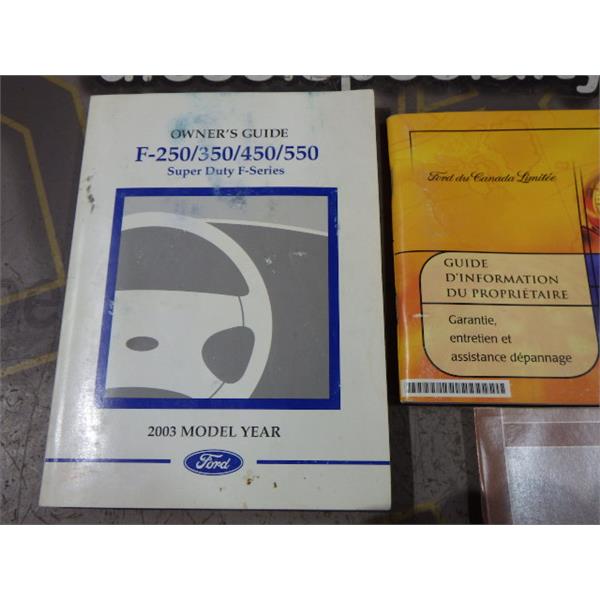 OWNER'S GUIDE
F-250/350/450/550
Super Duty F-Series
2003 MODEL YEAR
Ford
Ford du Canada Limitée
GUIDE
D'INFORMATION
DU PROPRIÉTAIRE
Garantie,
entretien et
assistance dépannage